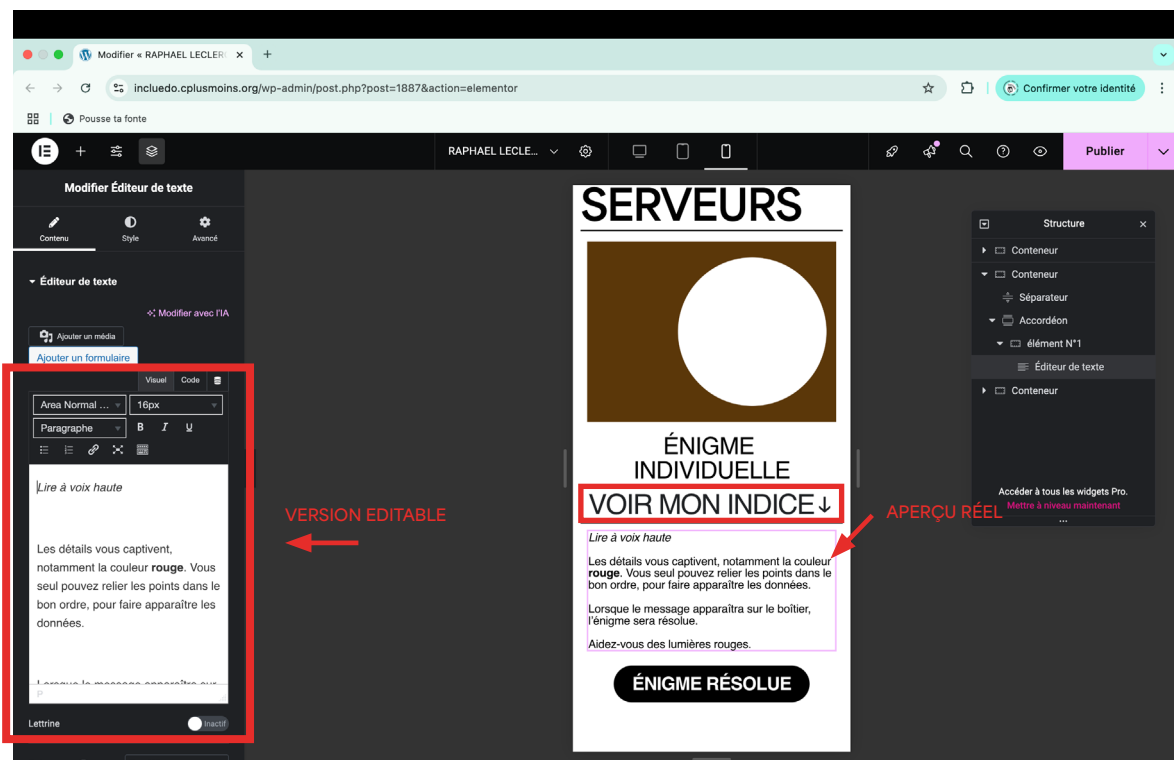 Modifier « RAPHAEL LECLER
incluedo.cplusmoins.org/wp-admin/post.php?post=1887&action=elementor
Confirmer votre identité
Pousse ta fonte
RAPHAEL LECLE...
Publier
Modifier Éditeur de texte
Contenu
Style
Avancé
Éditeur de texte
Modifier avec l'IA
Ajouter un média
Ajouter un formulaire
Visuel
Code
Area Normal ...
16px
Paragraphe
B I U
Lire à voix haute
Les détails vous captivent,
notamment la couleur rouge. Vous
seul pouvez relier les points dans le
bon ordre, pour faire apparaître les
données.
Lorsque le message apparaîtra sur
P
Lettrine
Inactif
VERSION EDITABLE
SERVEURS
ÉNIGME
INDIVIDUELLE
VOIR MON INDICE↓
APERÇU RÉEL
Lire à voix haute
Les détails vous captivent, notamment la couleur
rouge. Vous seul pouvez relier les points dans le
bon ordre, pour faire apparaître les données.
Lorsque le message apparaîtra sur le boîtier,
l'énigme sera résolue.
Aidez-vous des lumières rouges.
ÉNIGME RÉSOLUE
Structure
Conteneur
Conteneur
Séparateur
Accordéon
élément N°1
Éditeur de texte
Conteneur
Accéder à tous les widgets Pro.
Mettre à niveau maintenant
...